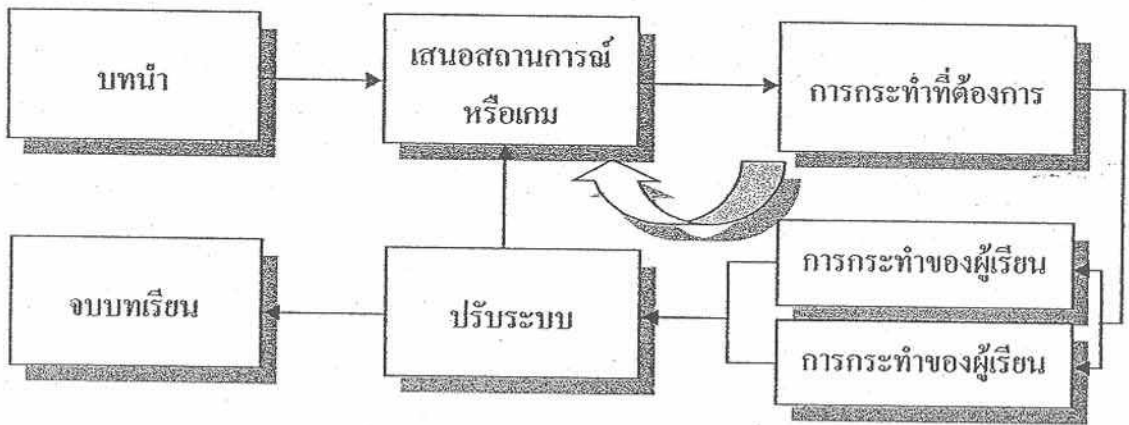 บทนำ
เสนอสถานการณ์
หรือเกม
การกระทำที่ต้องการ
การกระทำของผู้เรียน
การกระทำของผู้เรียน
ปรับระบบ
จบบทเรียน